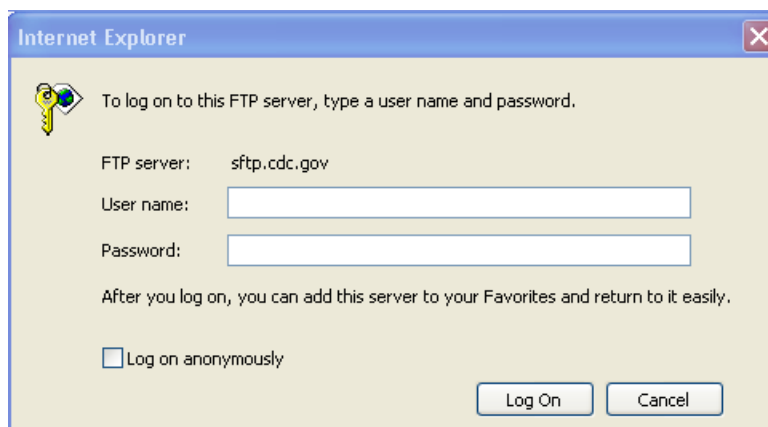 Internet Explorer
To log on to this FTP server, type a user name and password.
FTP server: sftp.cdc.gov
User name:
Password:
After you log on, you can add this server to your Favorites and return to it easily.
Log on anonymously
Log On Cancel